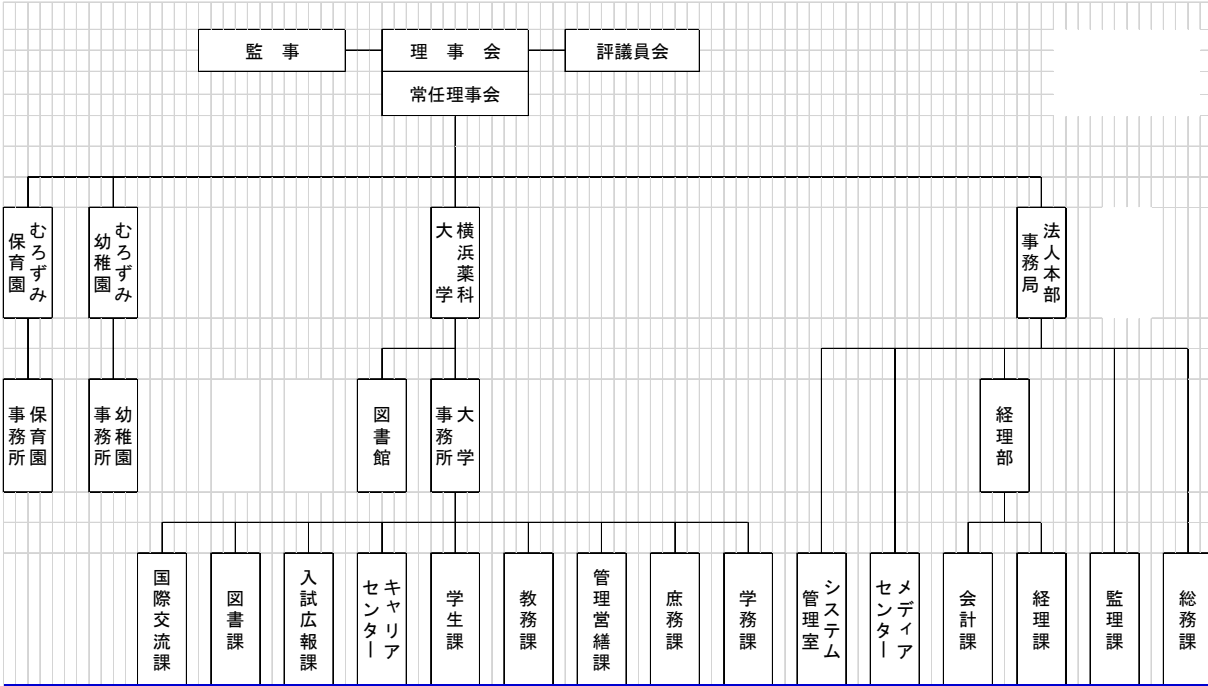 監　事
理　事　会
評議員会
常任理事会
むろずみ
保育園
むろずみ
幼稚園
横浜薬科
大　学
法人本部
事務局
保育園
事務所
幼稚園
事務所
図書館
大　学
事務所
経理部
国際交流課
図書課
入試広報課
キャリア
センター
学生課
教務課
管理営繕課
庶務課
学務課
システム
管理室
メディア
センター
会計課
経理課
監理課
総務課